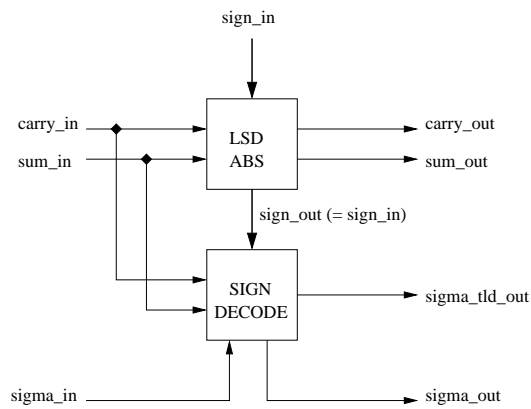 sign_in
carry_in
sum_in
LSD
ABS
carry_out
sum_out
sign_out (= sign_in)
SIGN
DECODE
sigma_tld_out
sigma_in
sigma_out